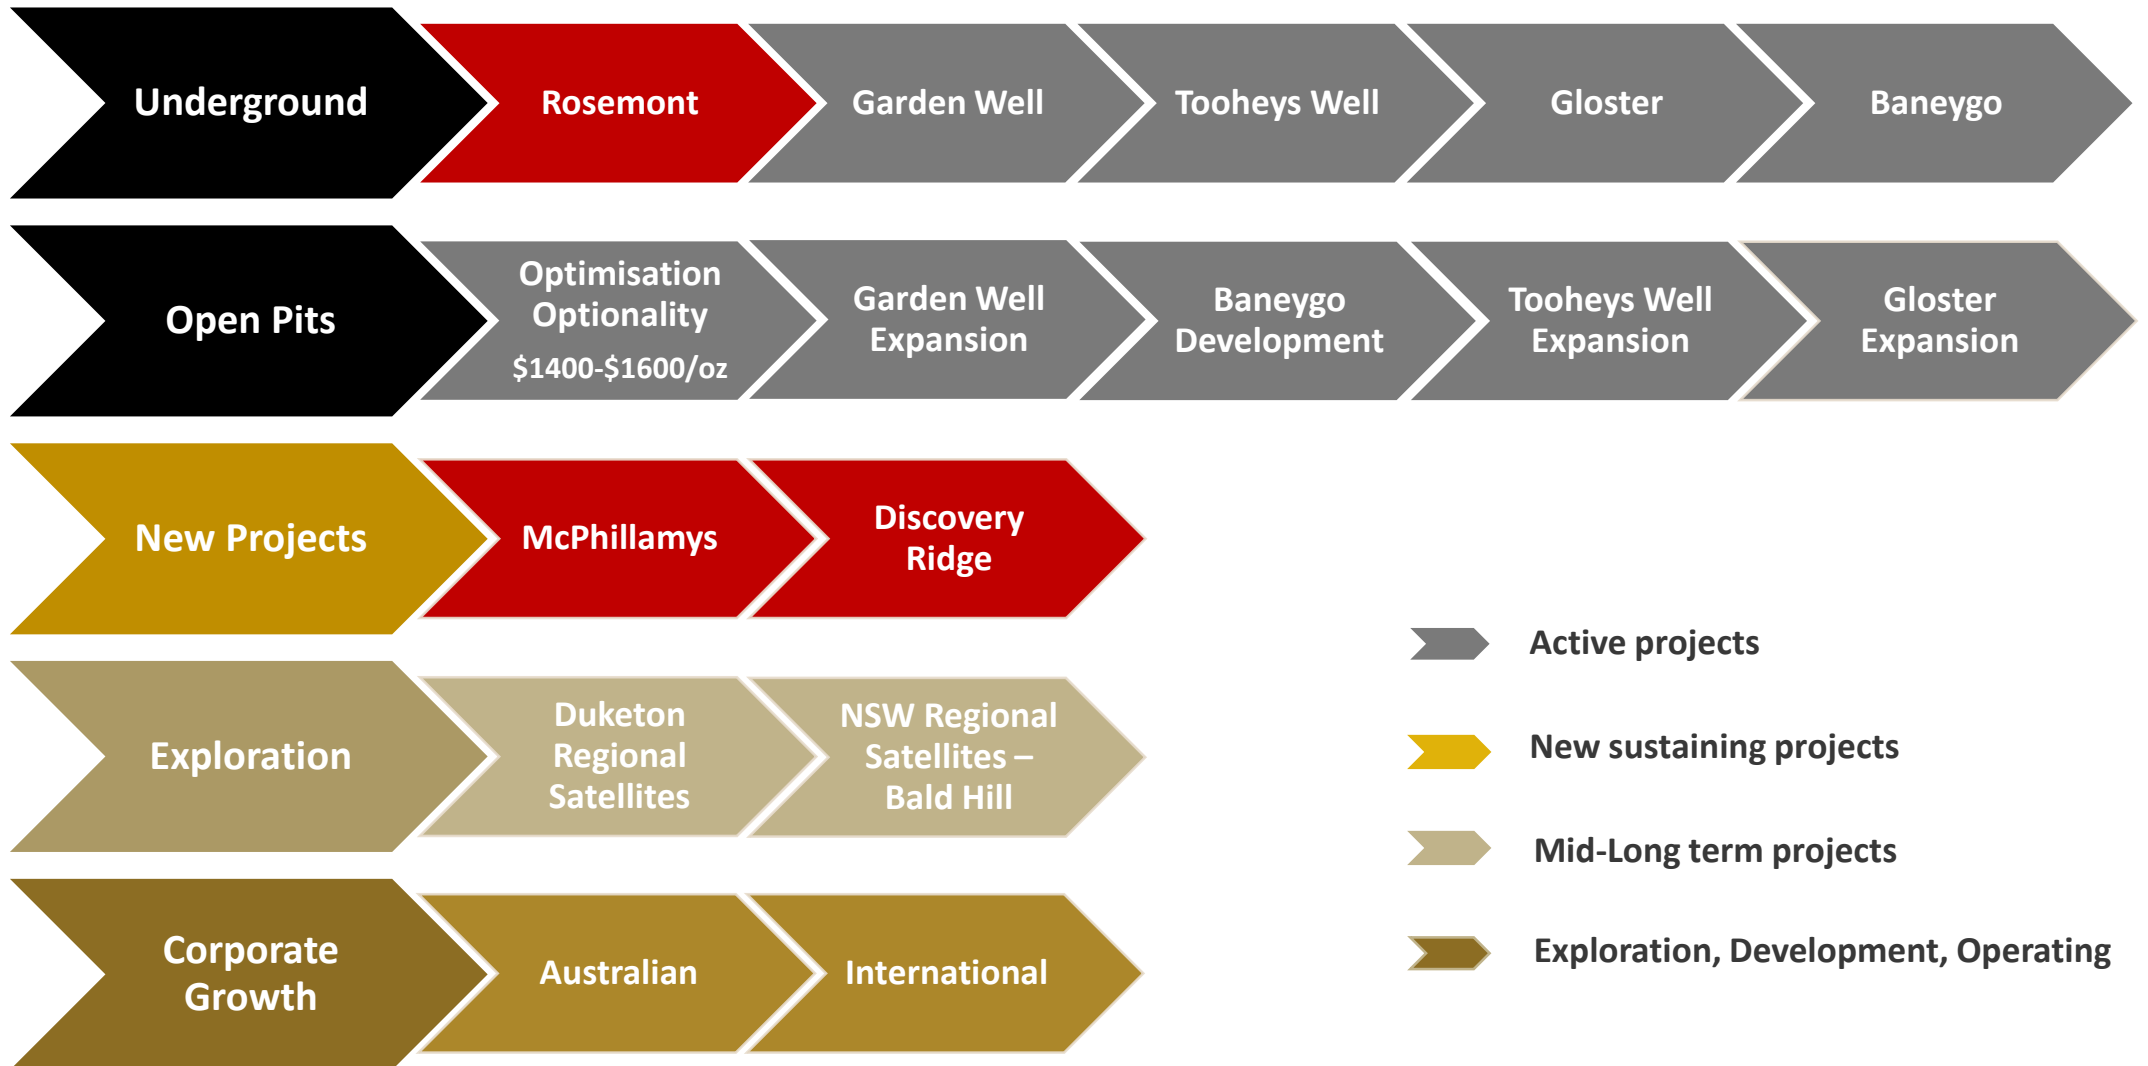 Underground
Rosemont
Garden Well
Tooheys Well
Gloster
Baneygo
Open Pits
Optimisation
Optionality
$1400-$1600/oz
Garden Well
Expansion
Baneygo
Development
Tooheys Well
Expansion
Gloster
Expansion
New Projects
McPhillamys
Discovery
Ridge
Exploration
Duketon
Regional
Satellites
NSW Regional
Satellites –
Bald Hill
Corporate
Growth
Australian
International
Active projects
New sustaining projects
Mid-Long term projects
Exploration, Development, Operating